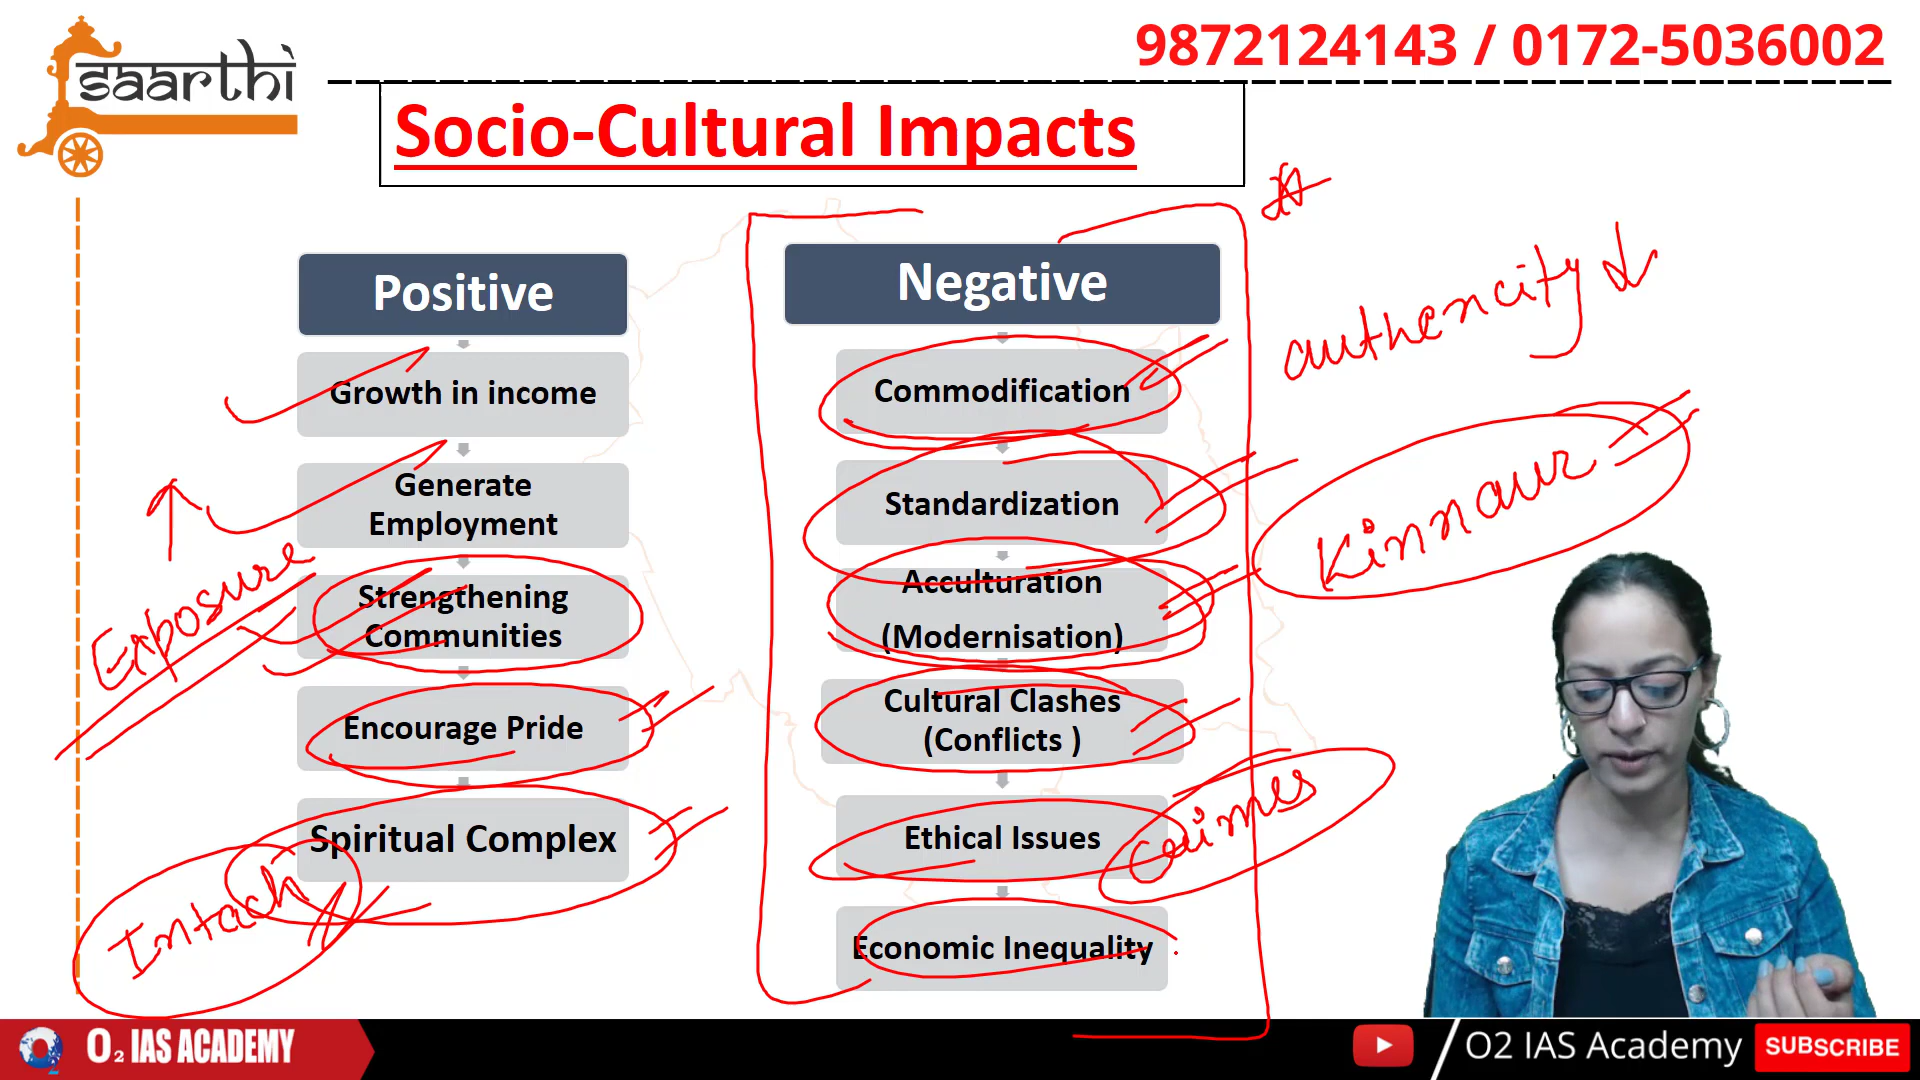 saarthi
9872124143 / 0172-5036002
Socio-Cultural Impacts
Positive
Growth in income
Generate
Employment
Strengthening
Communities
Encourage Pride
Spiritual Complex
Exposure
Intach
Negative
Commodification
Standardization
Acculturation
(Modernisation)
Cultural Clashes
(Conflicts )
Ethical Issues
Economic Inequality
authencity
Kinnaur
Crimes
O2 IAS ACADEMY
O2 IAS Academy
SUBSCRIBE